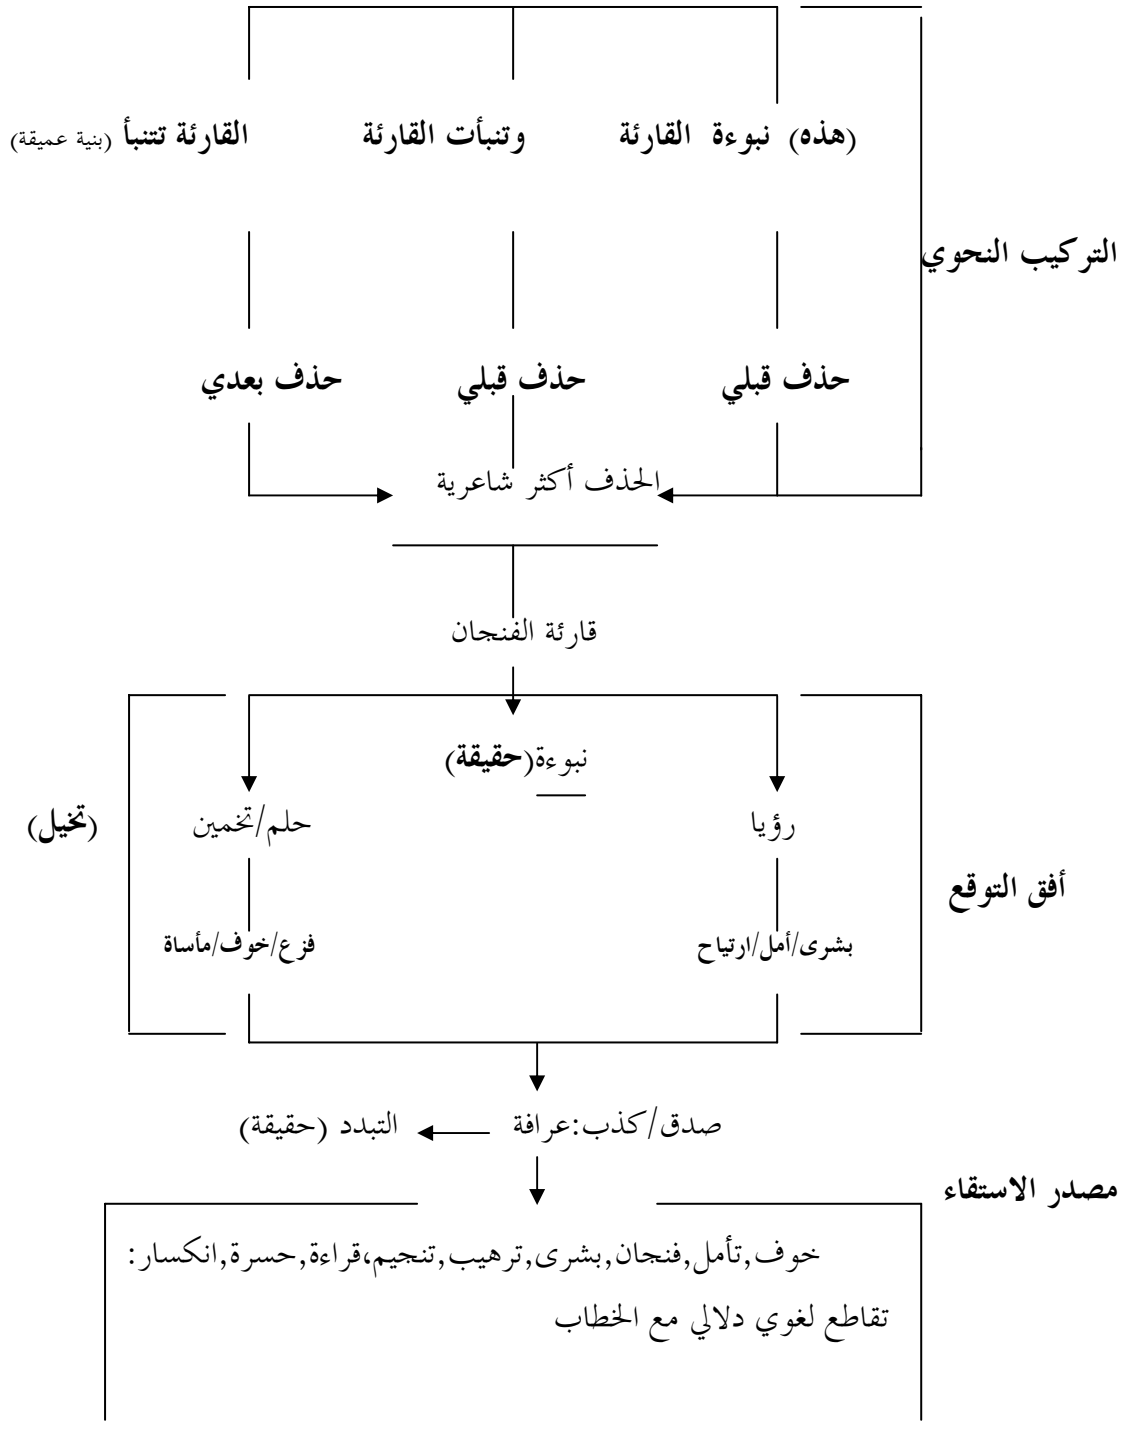 (هذه) نبوءة القارئة وتنبأت القارئة القارئة تتنبأ (بنية عميقة)
التركيب النحوي
حذف قبلي حذف قبلي حذف بعدي
الحذف أكثر شاعرية
قارئة الفنجان
نبوءة(حقيقة)
رؤيا حلم/تخمين (تخيل)
أفق التوقع
بشرى/أمل/ارتياح فزع/خوف/مأساة
صدق/كذب:عرافة التبدد (حقيقة)
مصدر الاستقاء
خوف,تأمل,فنجان,بشرى,ترهيب,تنجيم،قراءة,حسرة,انكسار:
تقاطع لغوي دلالي مع الخطاب